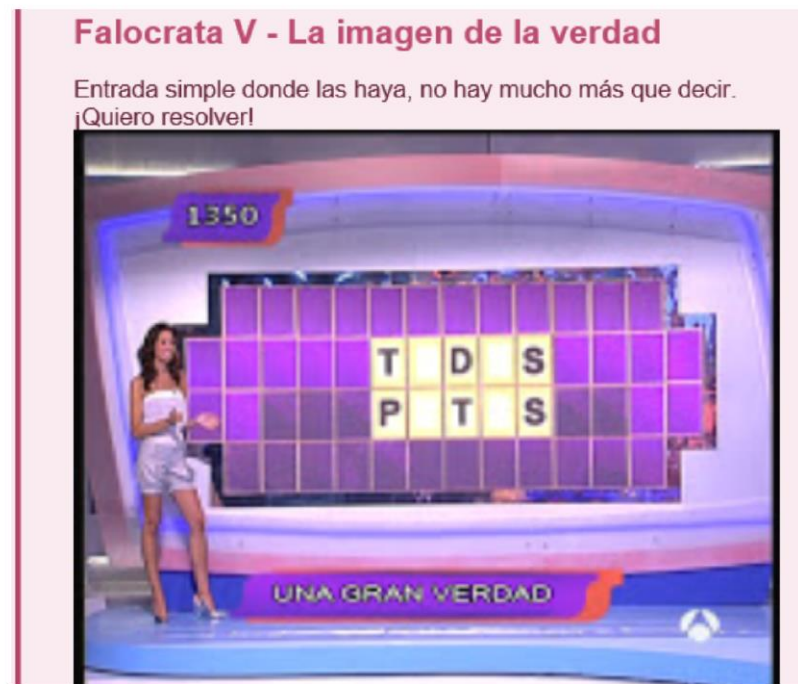 Falocrata V - La imagen de la verdad
Entrada simple donde las haya, no hay mucho más que decir.
¡Quiero resolver!
1350
T D S
P T S
UNA GRAN VERDAD